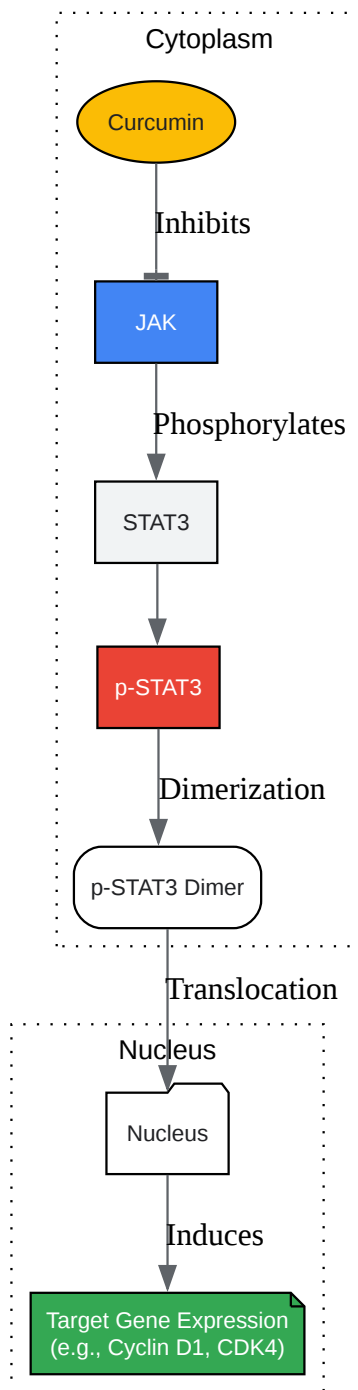 Cytoplasm
Curcumin
Inhibits
JAK
Phosphorylates
STAT3
p-STAT3
Dimerization
p-STAT3 Dimer
Translocation
Nucleus
Nucleus
Induces
Target Gene Expression
(e.g., Cyclin D1, CDK4)